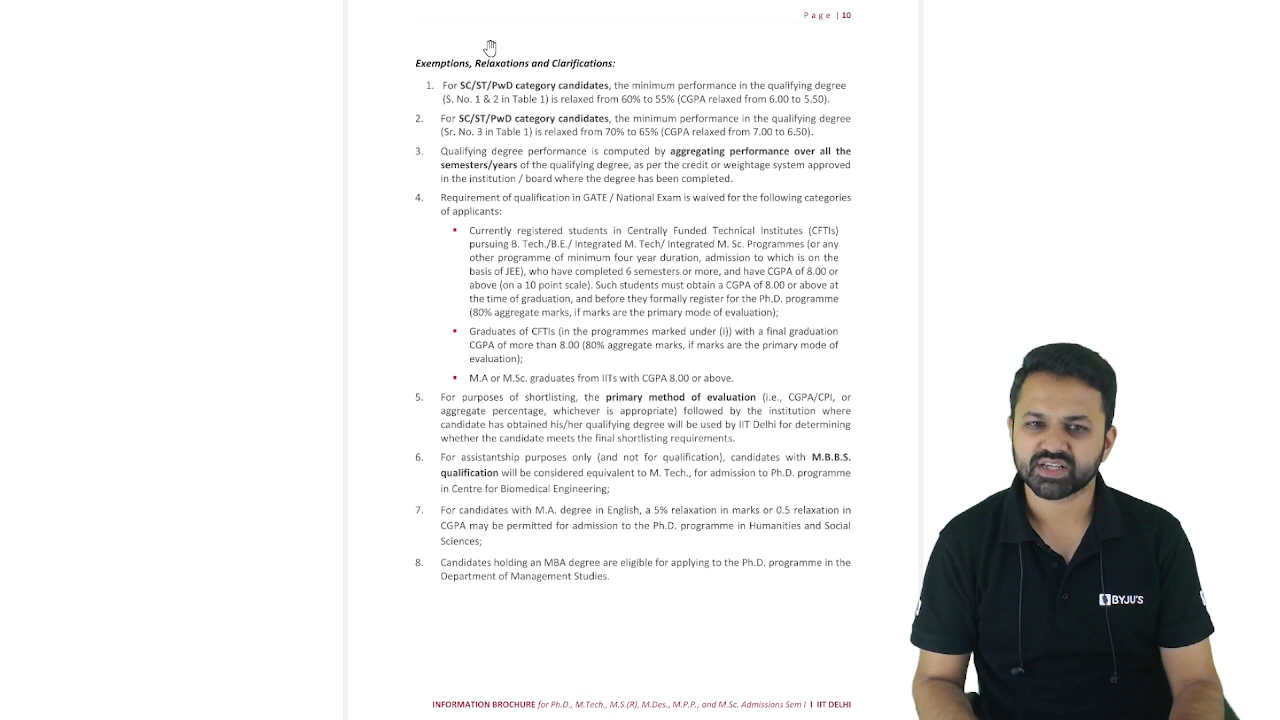 Page | 10
Exemptions, Relaxations and Clarifications:
1. For SC/ST/PwD category candidates, the minimum performance in the qualifying degree
(S. No. 1 & 2 in Table 1) is relaxed from 60% to 55% (CGPA relaxed from 6.00 to 5.50).
2. For SC/ST/PwD category candidates, the minimum performance in the qualifying degree
(Sr. No. 3 in Table 1) is relaxed from 70% to 65% (CGPA relaxed from 7.00 to 6.50).
3. Qualifying degree performance is computed by aggregating performance over all the
semesters/years of the qualifying degree, as per the credit or weightage system approved
in the institution / board where the degree has been completed.
4. Requirement of qualification in GATE / National Exam is waived for the following categories
of applicants:
▪ Currently registered students in Centrally Funded Technical Institutes (CFTIs)
pursuing B. Tech./B.E./ Integrated M. Tech/ Integrated M. Sc. Programmes (or any
other programme of minimum four year duration, admission to which is on the
basis of JEE), who have completed 6 semesters or more, and have CGPA of 8.00 or
above (on a 10 point scale). Such students must obtain a CGPA of 8.00 or above at
the time of graduation, and before they formally register for the Ph.D. programme
(80% aggregate marks, if marks are the primary mode of evaluation);
▪ Graduates of CFTIs (in the programmes marked under (i)) with a final graduation
CGPA of more than 8.00 (80% aggregate marks, if marks are the primary mode of
evaluation);
▪ M.A or M.Sc. graduates from IITs with CGPA 8.00 or above.
5. For purposes of shortlisting, the primary method of evaluation (i.e., CGPA/CPI, or
aggregate percentage, whichever is appropriate) followed by the institution where
candidate has obtained his/her qualifying degree will be used by IIT Delhi for determining
whether the candidate meets the final shortlisting requirements.
6. For assistantship purposes only (and not for qualification), candidates with M.B.B.S.
qualification will be considered equivalent to M. Tech., for admission to Ph.D. programme
in Centre for Biomedical Engineering;
7. For candidates with M.A. degree in English, a 5% relaxation in marks or 0.5 relaxation in
CGPA may be permitted for admission to the Ph.D. programme in Humanities and Social
Sciences;
8. Candidates holding an MBA degree are eligible for applying to the Ph.D. programme in the
Department of Management Studies.
BYJU'S
INFORMATION BROCHURE for Ph.D., M.Tech., M.S.(R), M.Des., M.P.P., and M.Sc. Admissions Sem I I IIT DELHI